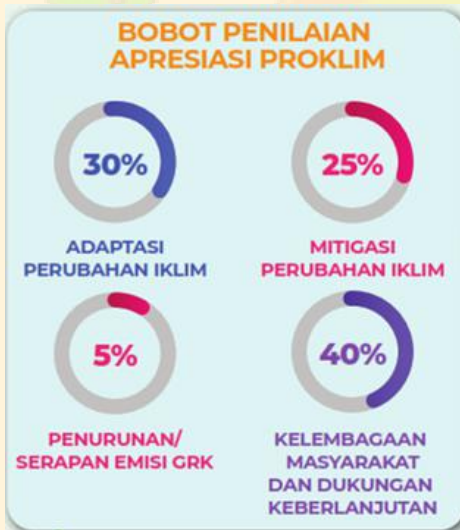 BOBOT PENILAIAN
APRESIASI PROKLIM
30%
ADAPTASI
PERUBAHAN IKLIM
25%
MITIGASI
PERUBAHAN IKLIM
5%
PENURUNAN/
SERAPAN EMISI GRK
40%
KELEMBAGAAN
MASYARAKAT
DAN DUKUNGAN
KEBERLANJUTAN